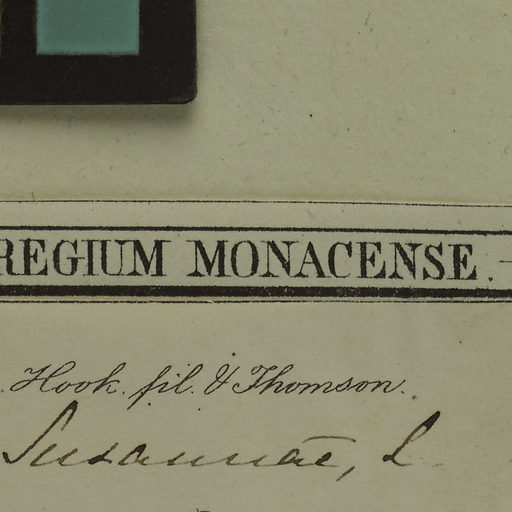 REGIUM MONACENSE.
Hook. fil. & Thomson.
Susannae, L